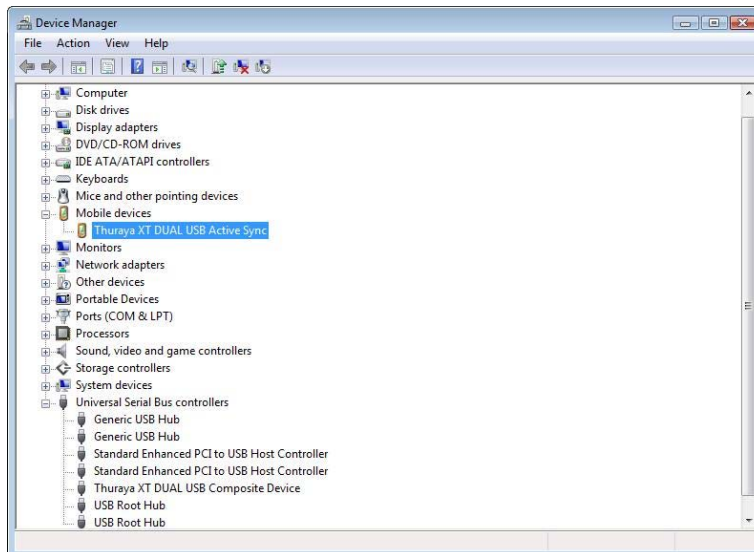 Device Manager
File Action View Help
Computer
Disk drives
Display adapters
DVD/CD-ROM drives
IDE ATA/ATAPI controllers
Keyboards
Mice and other pointing devices
Mobile devices
Thuraya XT DUAL USB Active Sync
Monitors
Network adapters
Other devices
Portable Devices
Ports (COM & LPT)
Processors
Sound, video and game controllers
Storage controllers
System devices
Universal Serial Bus controllers
Generic USB Hub
Generic USB Hub
Standard Enhanced PCI to USB Host Controller
Standard Enhanced PCI to USB Host Controller
Thuraya XT DUAL USB Composite Device
USB Root Hub
USB Root Hub